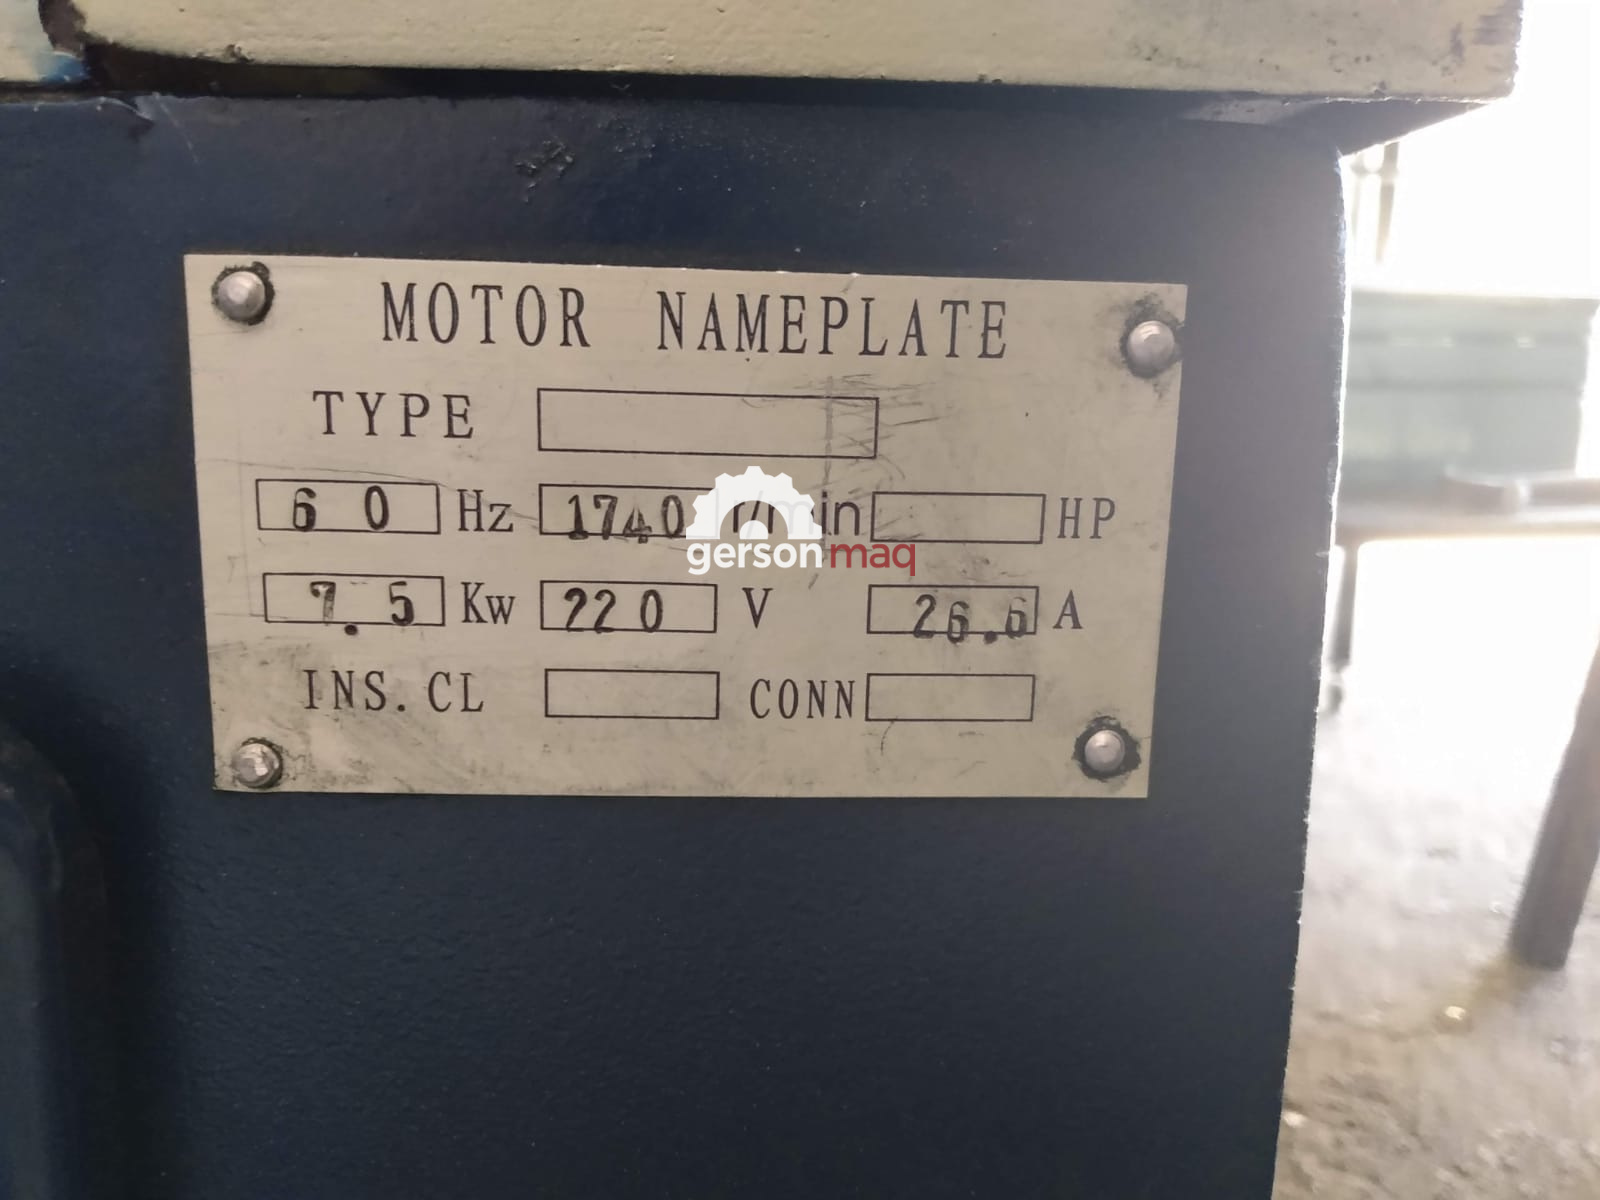 MOTOR NAMEPLATE
TYPE
60 Hz 1740 r/min HP
7.5 Kw 220 V 26.6 A
INS.CL CONN
gersonmaq